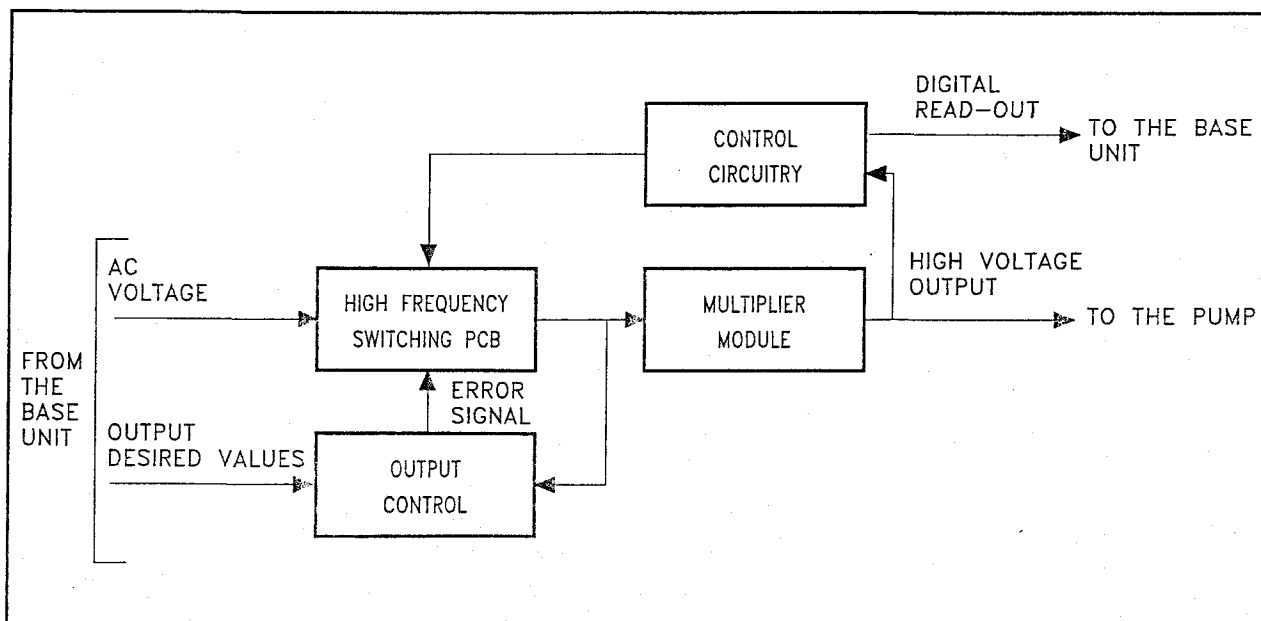 DIGITAL
READ-OUT
TO THE BASE
UNIT
CONTROL
CIRCUITRY
FROM
THE
BASE
UNIT
AC
VOLTAGE
HIGH FREQUENCY
SWITCHING PCB
MULTIPLIER
MODULE
HIGH VOLTAGE
OUTPUT
TO THE PUMP
ERROR
SIGNAL
OUTPUT
DESIRED VALUES
OUTPUT
CONTROL